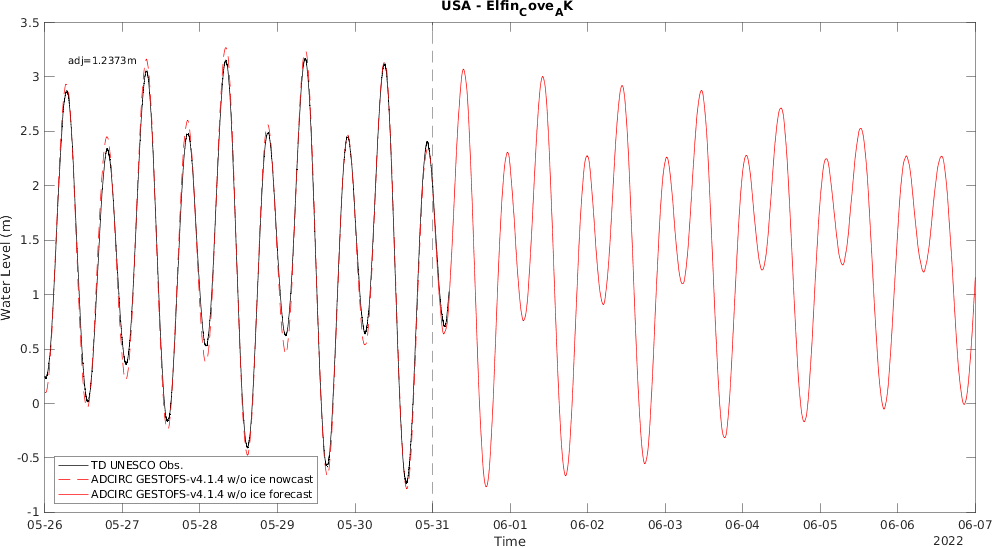 USA - Elfin_Cove_AK
adj=1.2373m
3.5
3
2.5
2
1.5
1
0.5
0
-0.5
-1
Water Level (m)
TD UNESCO Obs.
ADCIRC GESTOFS-v4.1.4 w/o ice nowcast
ADCIRC GESTOFS-v4.1.4 w/o ice forecast
05-26 05-27 05-28 05-29 05-30 05-31 06-01 06-02 06-03 06-04 06-05 06-06 06-07
Time
2022